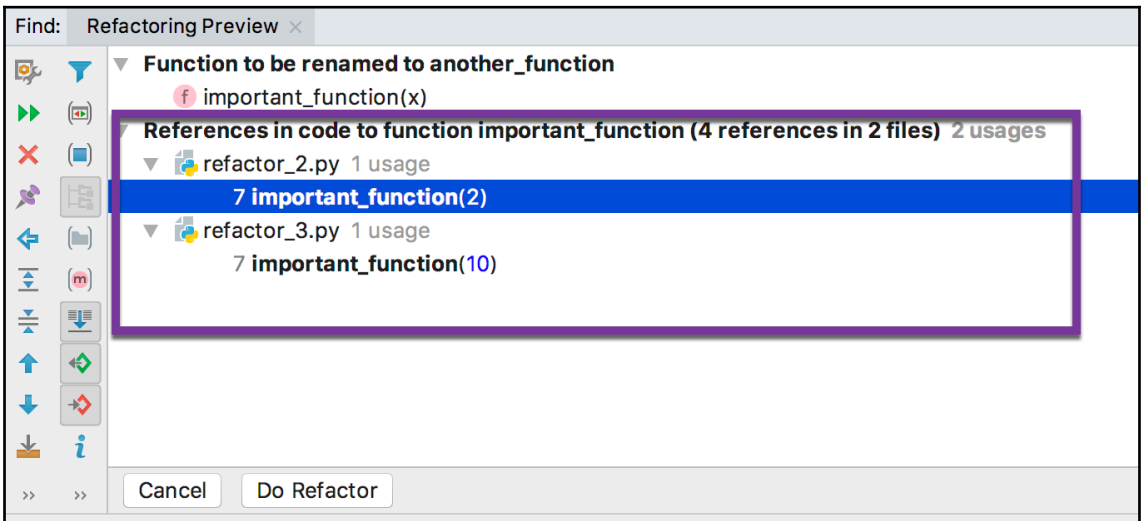 Find: Refactoring Preview
Function to be renamed to another_function
f important_function(x)
References in code to function important_function (4 references in 2 files) 2 usages
refactor_2.py 1 usage
7 important_function(2)
refactor_3.py 1 usage
7 important_function(10)
m
i
Cancel Do Refactor